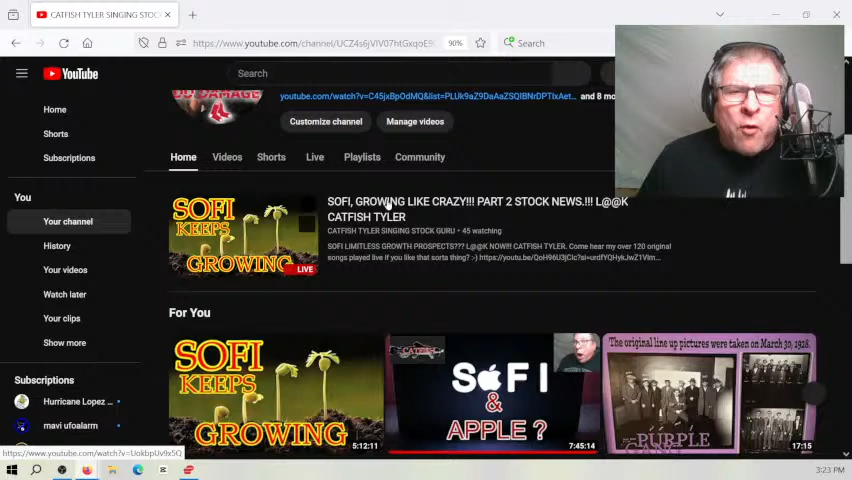 CATFISH TYLER SINGING STOC
https://www.youtube.com/channel/UCZ4s6jVIV07htGxqoE9
90%
Search
YouTube
Search
Home
Shorts
Subscriptions
You
Your channel
History
Your videos
Watch later
Your clips
Show more
Subscriptions
Hurricane Lopez ...
mavi ufoalarm
DAMAGE
youtube.com/watch?v=C45jxBpOdMQ&list=PLUk9aZ9DaAaZSQIBNrDPTIxAet... and 8 mo
Customize channel
Manage videos
Home
Videos
Shorts
Live
Playlists
Community
SOFI
KEEPS
GROWING
LIVE
SOFI, GROWING LIKE CRAZY!!! PART 2 STOCK NEWS.!!! L@@K
CATFISH TYLER
CATFISH TYLER SINGING STOCK GURU • 45 watching
SOFI LIMITLESS GROWTH PROSPECTS??? L@@K NOW!!! CATFISH TYLER. Come hear my over 120 original
songs played live if you like that sorta thing? :-) https://youtu.be/QoH96U3jCIc?si=urdfYQHykJwZ1Vlm...
For You
SOFI
KEEPS
GROWING
5:12:11
CATFISH
SOFI
&
APPLE ?
7:45:14
The original line up pictures were taken on March 30, 1928.
PURPLE
GANG
17:15
https://www.youtube.com/watch?v=UokbpUv9x5Q
3:23 PM